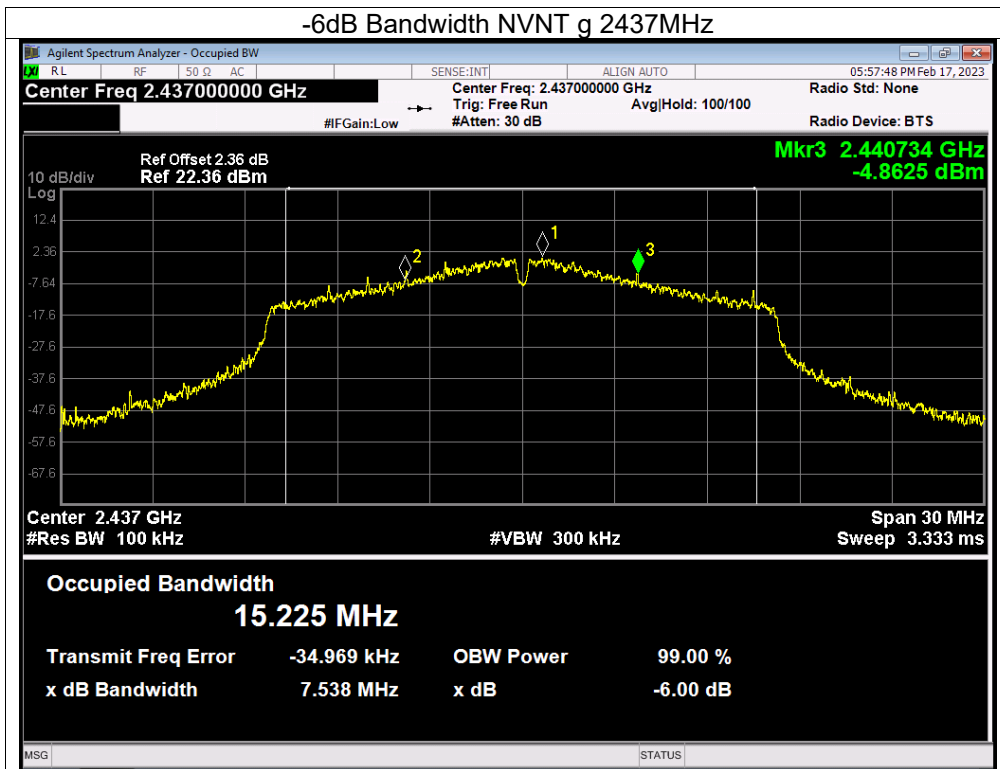 -6dB Bandwidth NVNT g 2437MHz
Agilent Spectrum Analyzer - Occupied BW
LXI RL RF 50 Ω AC SENSE:INT ALIGN AUTO 05:57:48 PM Feb 17, 2023
Center Freq 2.437000000 GHz
Center Freq: 2.437000000 GHz Radio Std: None
Trig: Free Run Avg|Hold: 100/100
#IFGain:Low #Atten: 30 dB Radio Device: BTS
Mkr3 2.440734 GHz
-4.8625 dBm
Ref Offset 2.36 dB
10 dB/div Ref 22.36 dBm
Log
12.4
2.36
-7.64
-17.6
-27.6
-37.6
-47.6
-57.6
-67.6
1
2
3
Center 2.437 GHz Span 30 MHz
#Res BW 100 kHz #VBW 300 kHz Sweep 3.333 ms
Occupied Bandwidth
15.225 MHz
Transmit Freq Error -34.969 kHz OBW Power 99.00 %
x dB Bandwidth 7.538 MHz x dB -6.00 dB
MSG STATUS